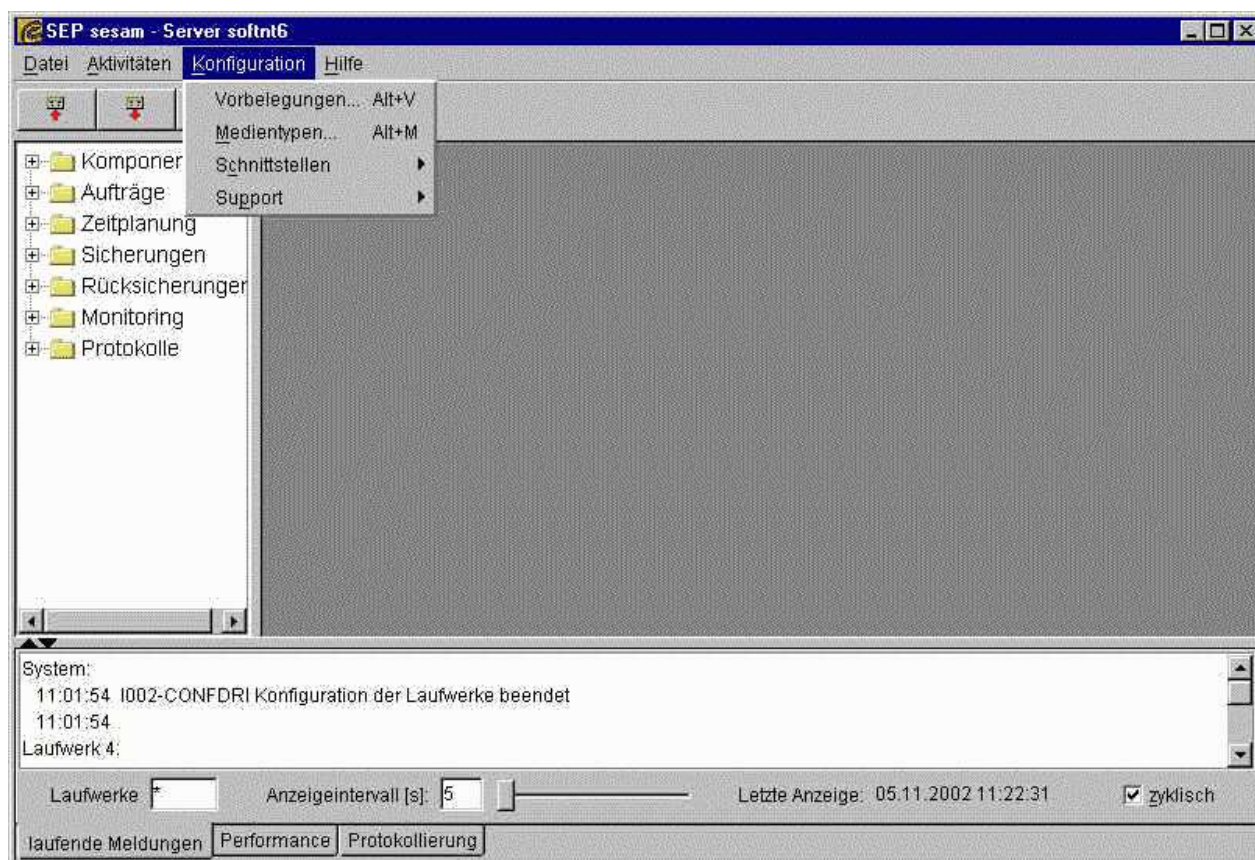 SEP sesam - Server softnt6
Datei Aktivitäten Konfiguration Hilfe
Vorbelegungen... Alt+V
Medientypen... Alt+M
Schnittstellen
Support
Komponer
Aufträge
Zeitplanung
Sicherungen
Rücksicherunger
Monitoring
Protokolle
System:
11:01:54 I002-CONFDRI Konfiguration der Laufwerke beendet
11:01:54
Laufwerk 4:
Laufwerke * Anzeigeintervall [s]: 5 Letzte Anzeige: 05.11.2002 11:22:31 zyklisch
laufende Meldungen Performance Protokollierung